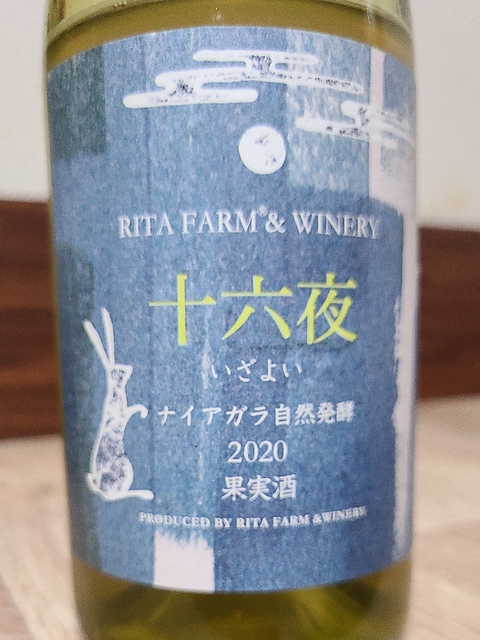 RITA FARM® & WINERY
十六夜
いざよい
ナイアガラ自然発酵
2020
果実酒
PRODUCED BY RITA FARM &WINERY